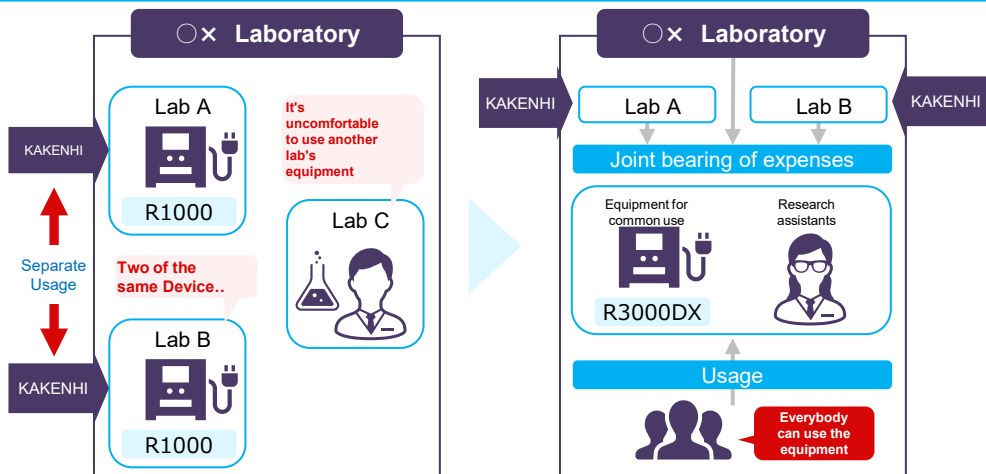 ○× Laboratory
KAKENHI
Lab A
R1000
It's
uncomfortable
to use another
lab's
equipment
Lab C
Separate
Usage
Two of the
same Device..
KAKENHI
Lab B
R1000
○× Laboratory
KAKENHI
Lab A
Lab B
KAKENHI
Joint bearing of expenses
Equipment for
common use
Research
assistants
R3000DX
Usage
Everybody
can use the
equipment